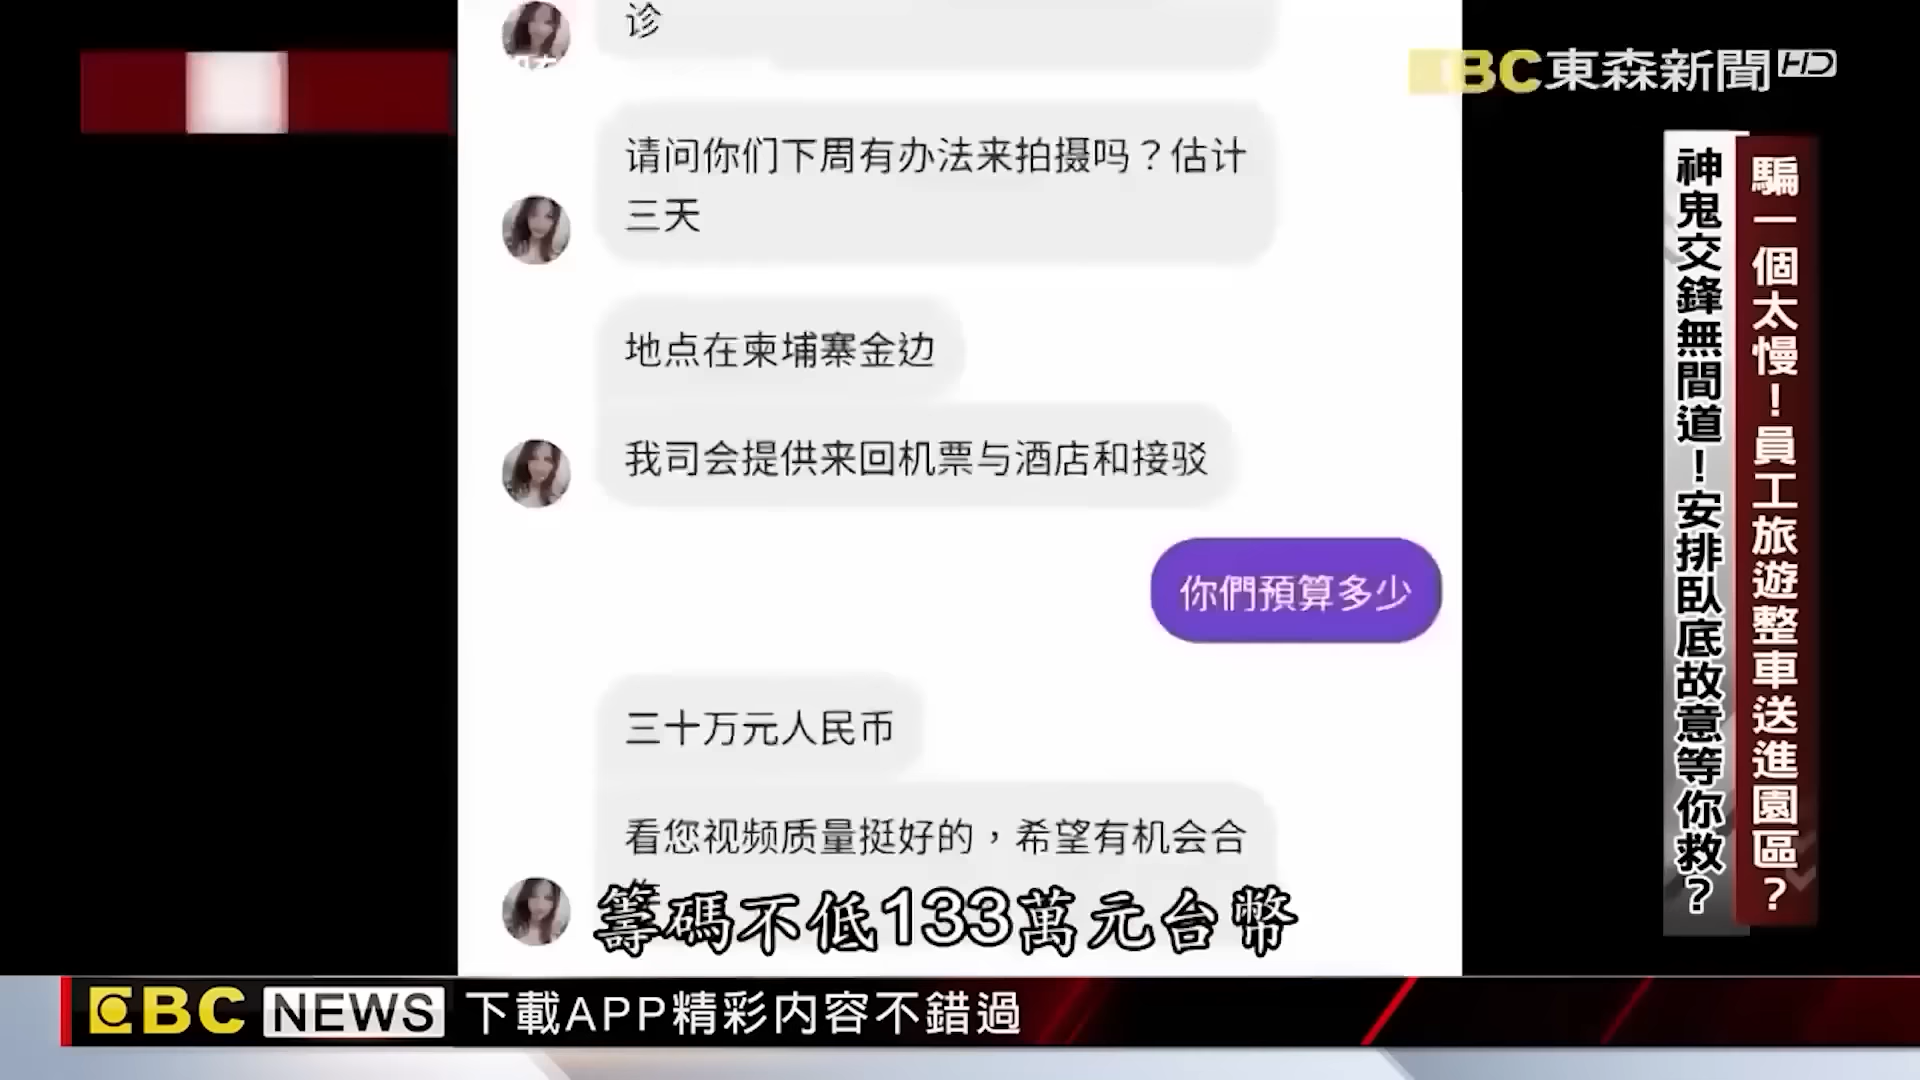 诊
EBC東森新聞HD
请问你们下周有办法来拍摄吗？估计
三天
地点在柬埔寨金边
我司会提供来回机票与酒店和接驳
你們預算多少
三十万元人民币
看您视频质量挺好的，希望有机会合
籌碼不低133萬元台幣
騙一個太慢！員工旅遊整車送進園區？
神鬼交鋒無間道！安排臥底故意等你救？
EBC NEWS 下載APP精彩内容不錯過